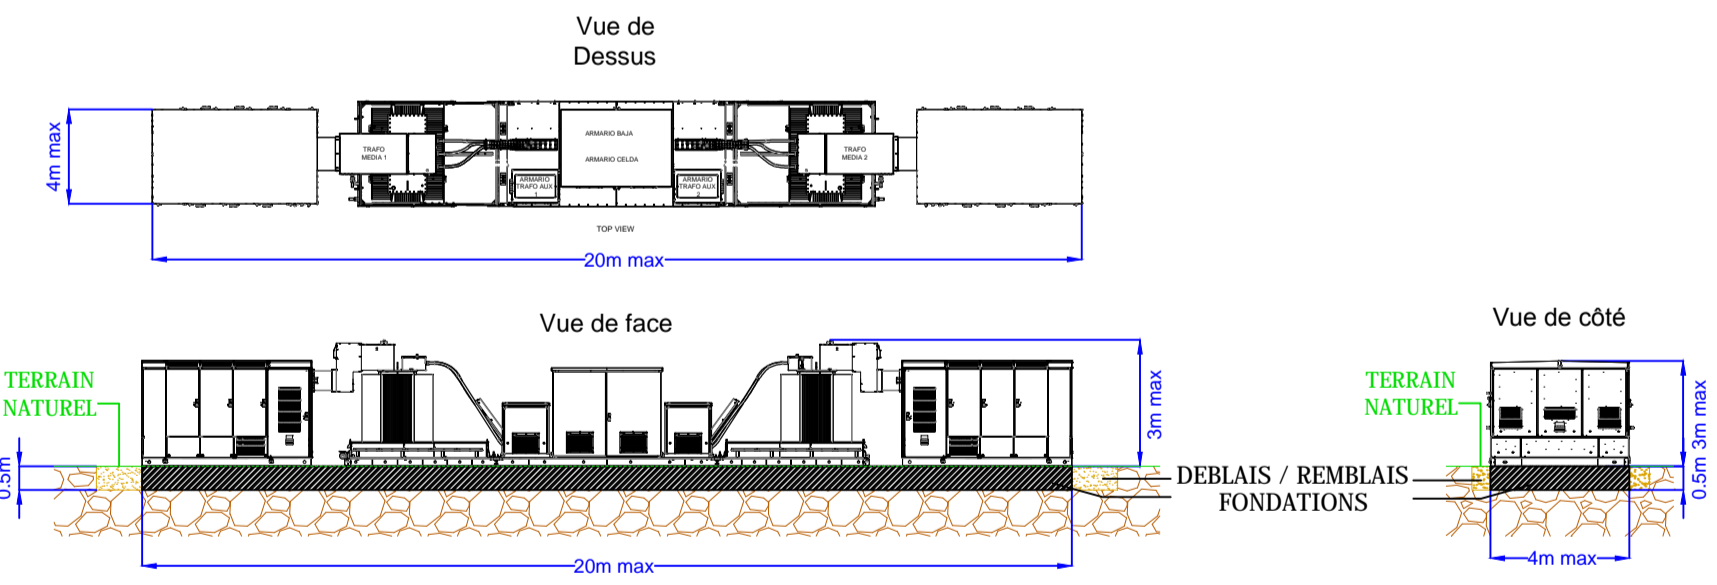 Vue de
Dessus
4m max
TRAFO
MEDIA 1
ARMARIO BAJA
ARMARIO CELDA
ARMARIO
TRAFO AUX
1
ARMARIO
TRAFO AUX
2
TRAFO
MEDIA 2
TOP VIEW
20m max
Vue de face
TERRAIN
NATUREL
0.5m
3m max
20m max
DEBLAIS / REMBLAIS
FONDATIONS
Vue de côté
TERRAIN
NATUREL
3m max
0.5m
4m max